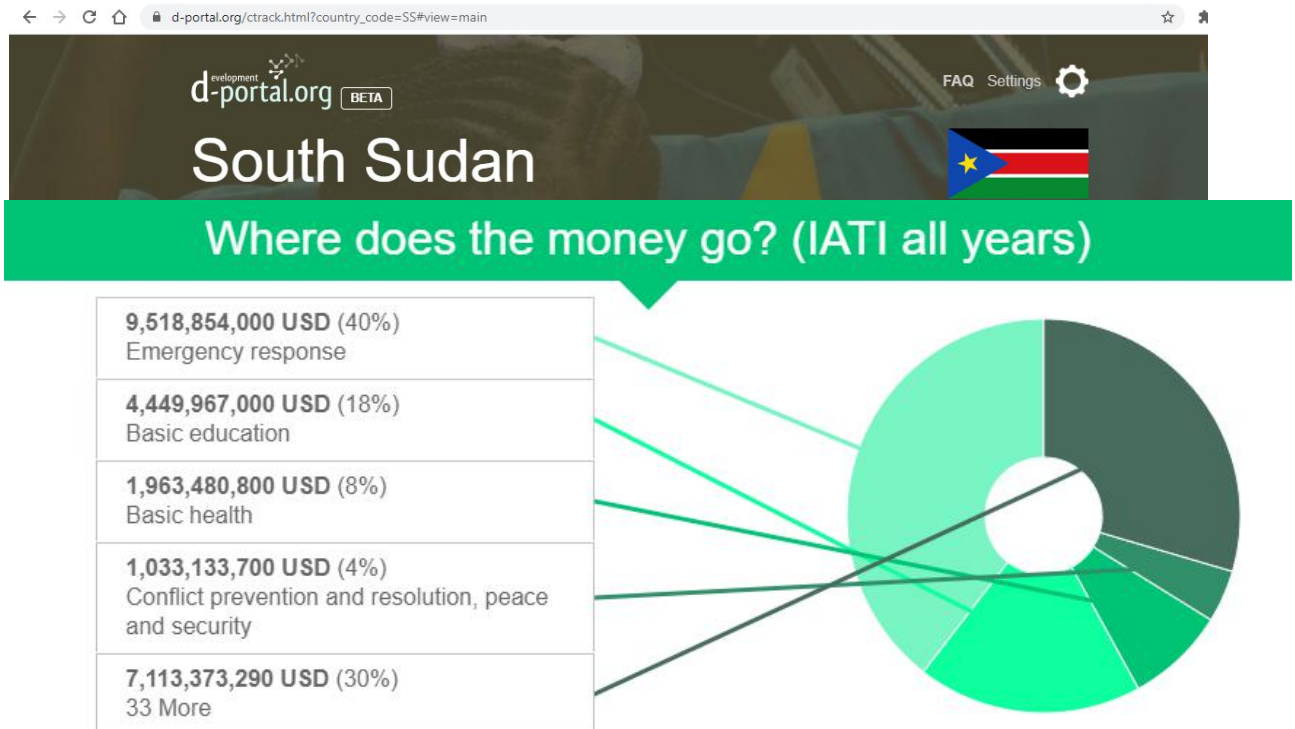 d-portal.org/ctrack.html?country_code=SS#view=main
evelopment
d-portal.org BETA
FAQ Settings
South Sudan
Where does the money go? (IATI all years)
9,518,854,000 USD (40%)
Emergency response
4,449,967,000 USD (18%)
Basic education
1,963,480,800 USD (8%)
Basic health
1,033,133,700 USD (4%)
Conflict prevention and resolution, peace
and security
7,113,373,290 USD (30%)
33 More